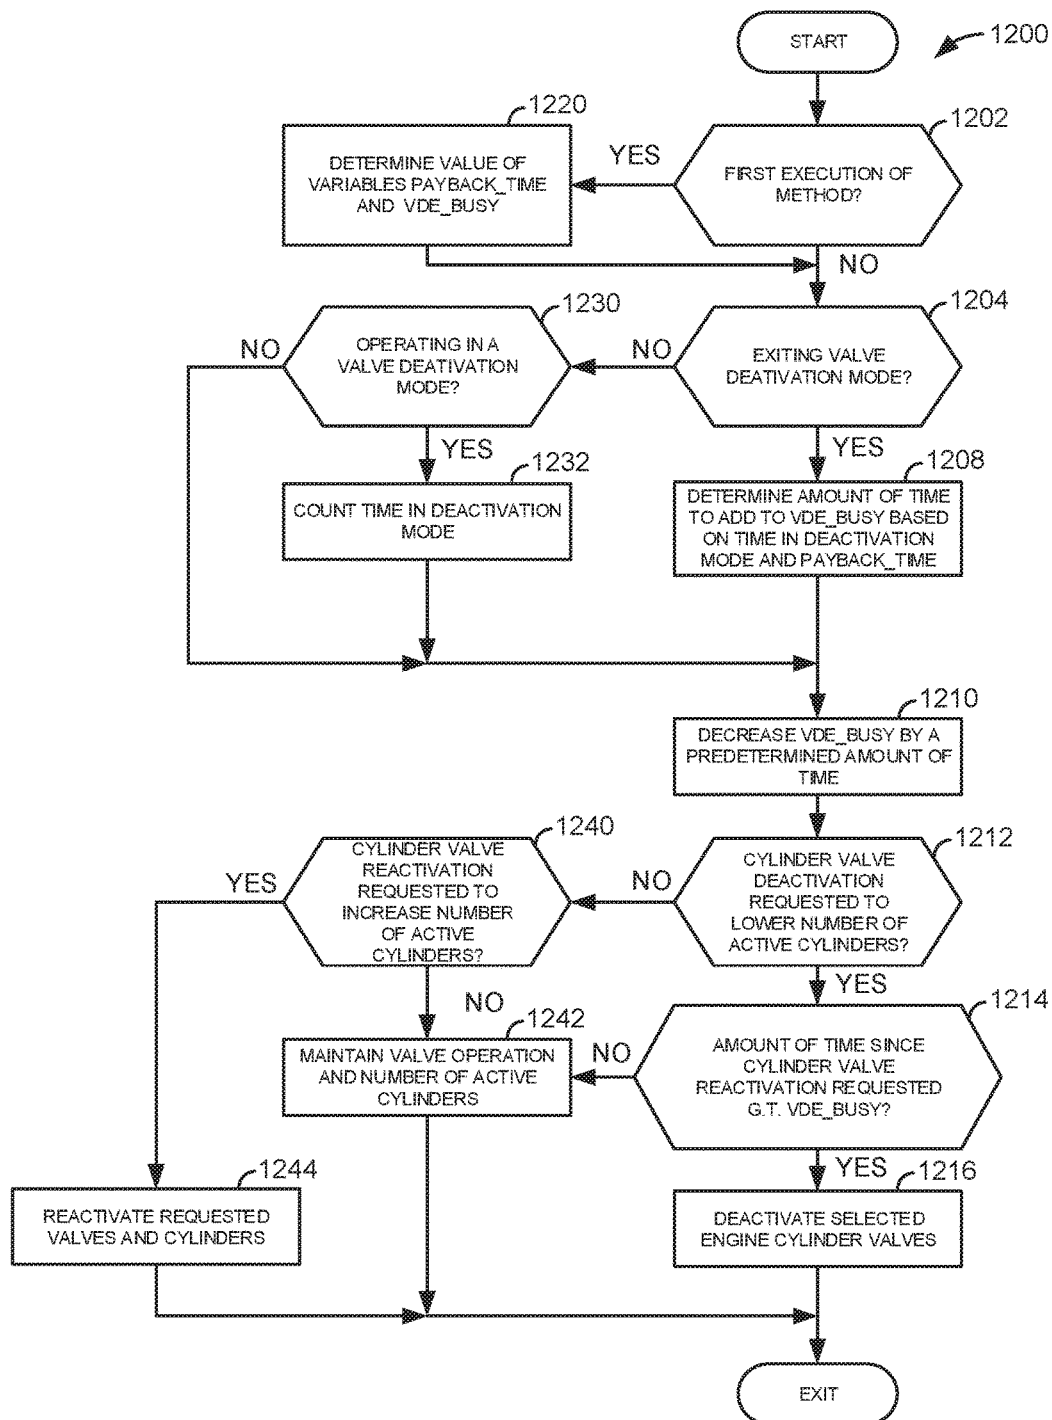 START
1200
1220
1202
YES
DETERMINE VALUE OF
VARIABLES PAYBACK_TIME
AND VDE_BUSY
FIRST EXECUTION OF
METHOD?
NO
1230
1204
NO
OPERATING IN A
VALVE DEATIVATION
MODE?
NO
EXITING VALVE
DEATIVATION MODE?
YES
YES
1232
1208
COUNT TIME IN DEACTIVATION
MODE
DETERMINE AMOUNT OF TIME
TO ADD TO VDE_BUSY BASED
ON TIME IN DEACTIVATION
MODE AND PAYBACK_TIME
1210
DECREASE VDE_BUSY BY A
PREDETERMINED AMOUNT OF
TIME
1240
1212
YES
CYLINDER VALVE
REACTIVATION
REQUESTED TO
INCREASE NUMBER
OF ACTIVE
CYLINDERS?
NO
CYLINDER VALVE
DEACTIVATION
REQUESTED TO
LOWER NUMBER OF
ACTIVE CYLINDERS?
YES
NO
1242
1214
MAINTAIN VALVE OPERATION
AND NUMBER OF ACTIVE
CYLINDERS
NO
AMOUNT OF TIME SINCE
CYLINDER VALVE
REACTIVATION REQUESTED
G.T. VDE_BUSY?
YES
1244
1216
REACTIVATE REQUESTED
VALVES AND CYLINDERS
DEACTIVATE SELECTED
ENGINE CYLINDER VALVES
EXIT